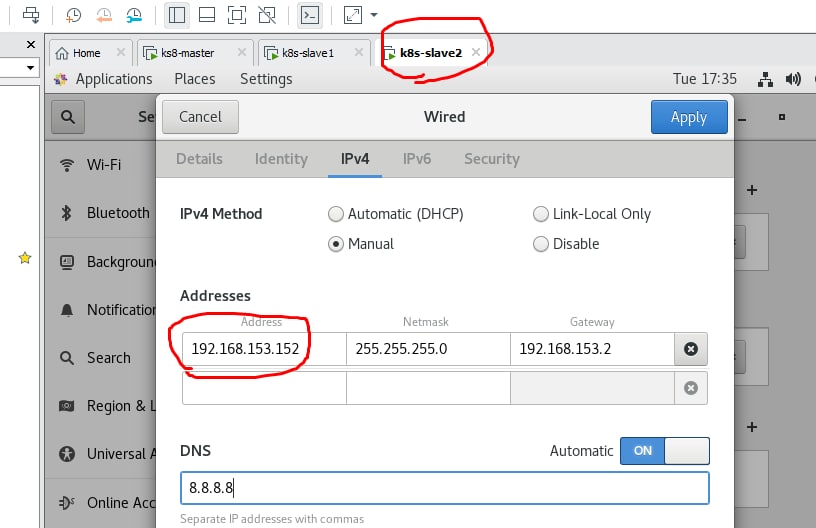 Home ks8-master k8s-slave1 k8s-slave2
Applications Places Settings Tue 17:35
Cancel Wired Apply
Details Identity IPv4 IPv6 Security
Wi-Fi
IPv4 Method Automatic (DHCP) Link-Local Only
Bluetooth
Manual Disable
Addresses
Notification
Address Netmask Gateway
192.168.153.152 255.255.255.0 192.168.153.2
Search
Region & L
DNS Automatic ON
Universal A
8.8.8.8
Online Acc
Separate IP addresses with commas